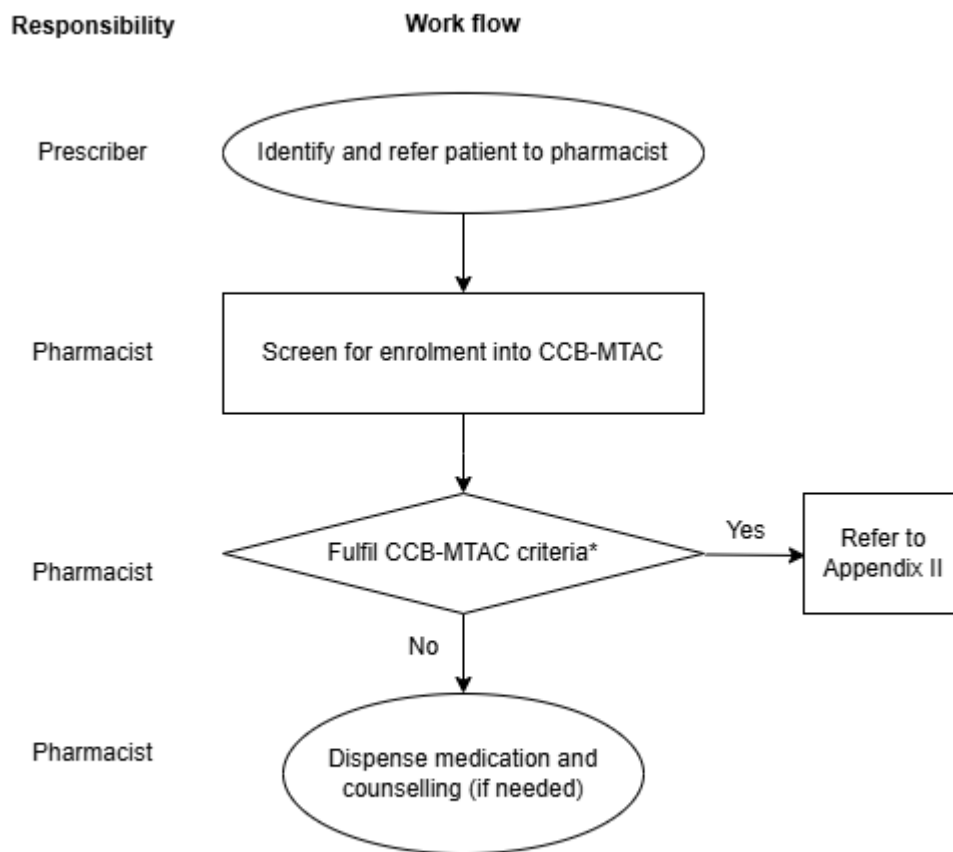 Responsibility
Work flow
Prescriber
Identify and refer patient to pharmacist
Pharmacist
Screen for enrolment into CCB-MTAC
Pharmacist
Fulfil CCB-MTAC criteria*
Yes
Refer to
Appendix II
No
Pharmacist
Dispense medication and
counselling (if needed)